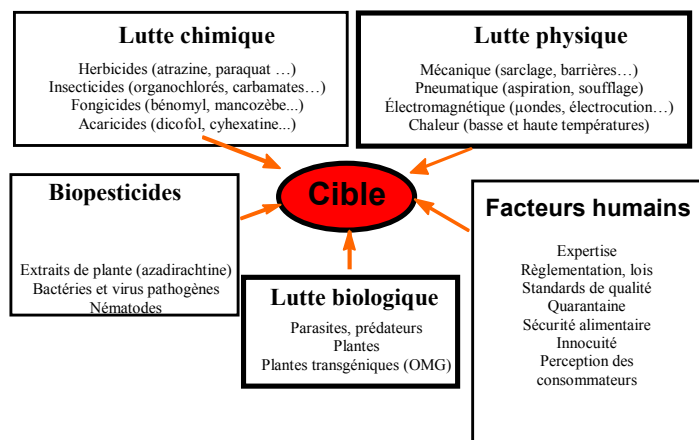 Lutte chimique
Herbicides (atrazine, paraquat …)
Insecticides (organochlorés, carbamates…)
Fongicides (bénomyl, mancozèbe...)
Acaricides (dicofol, cyhexatine...)
Lutte physique
Mécanique (sarclage, barrières…)
Pneumatique (aspiration, soufflage)
Électromagnétique (µondes, électrocution…)
Chaleur (basse et haute températures)
Cible
Biopesticides
Extraits de plante (azadirachtine)
Bactéries et virus pathogènes
Nématodes
Lutte biologique
Parasites, prédateurs
Plantes
Plantes transgéniques (OMG)
Facteurs humains
Expertise
Règlementation, lois
Standards de qualité
Quarantaine
Sécurité alimentaire
Innocuité
Perception des
consommateurs